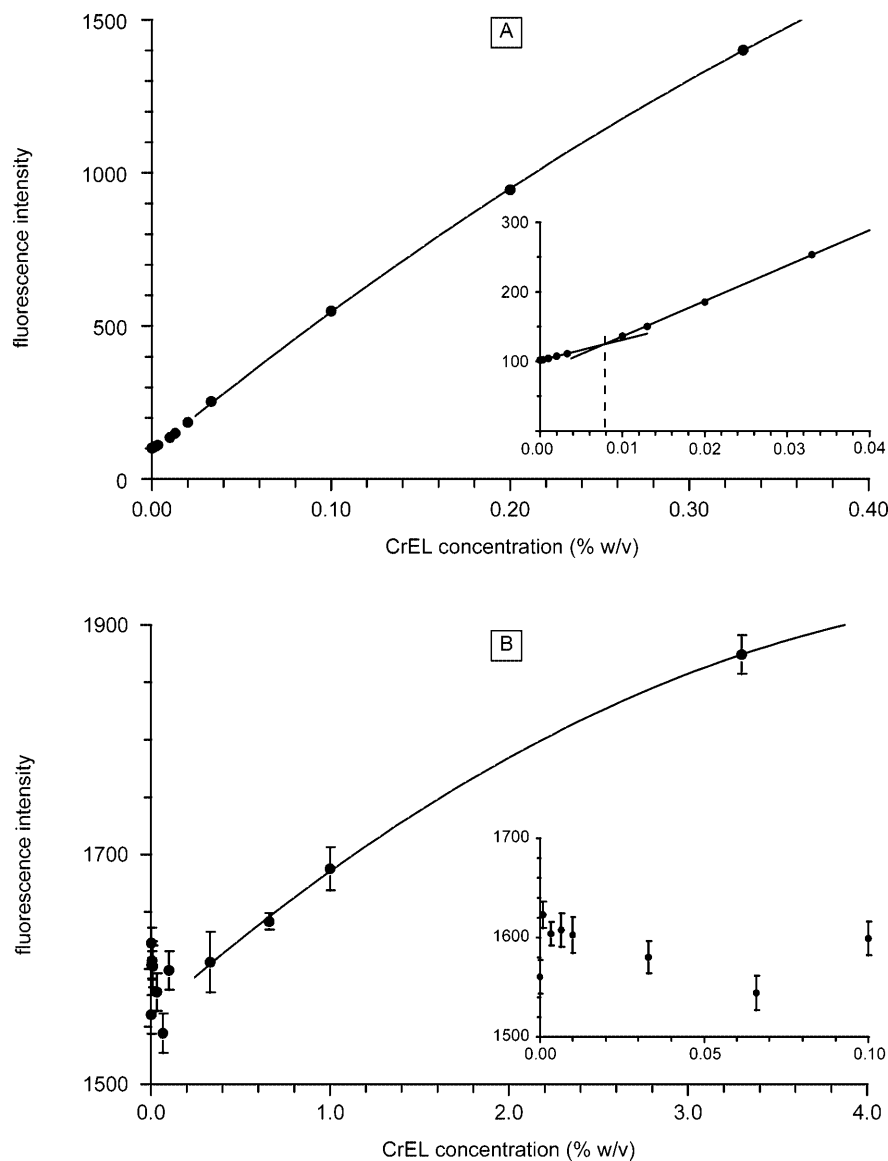 A
1500
1000
500
0
fluorescence intensity
0.00 0.10 0.20 0.30 0.40
CrEL concentration (% w/v)
300
200
100
0.00 0.01 0.02 0.03 0.04
B
1900
1700
1500
fluorescence intensity
0.0 1.0 2.0 3.0 4.0
CrEL concentration (% w/v)
1700
1600
1500
0.00 0.05 0.10